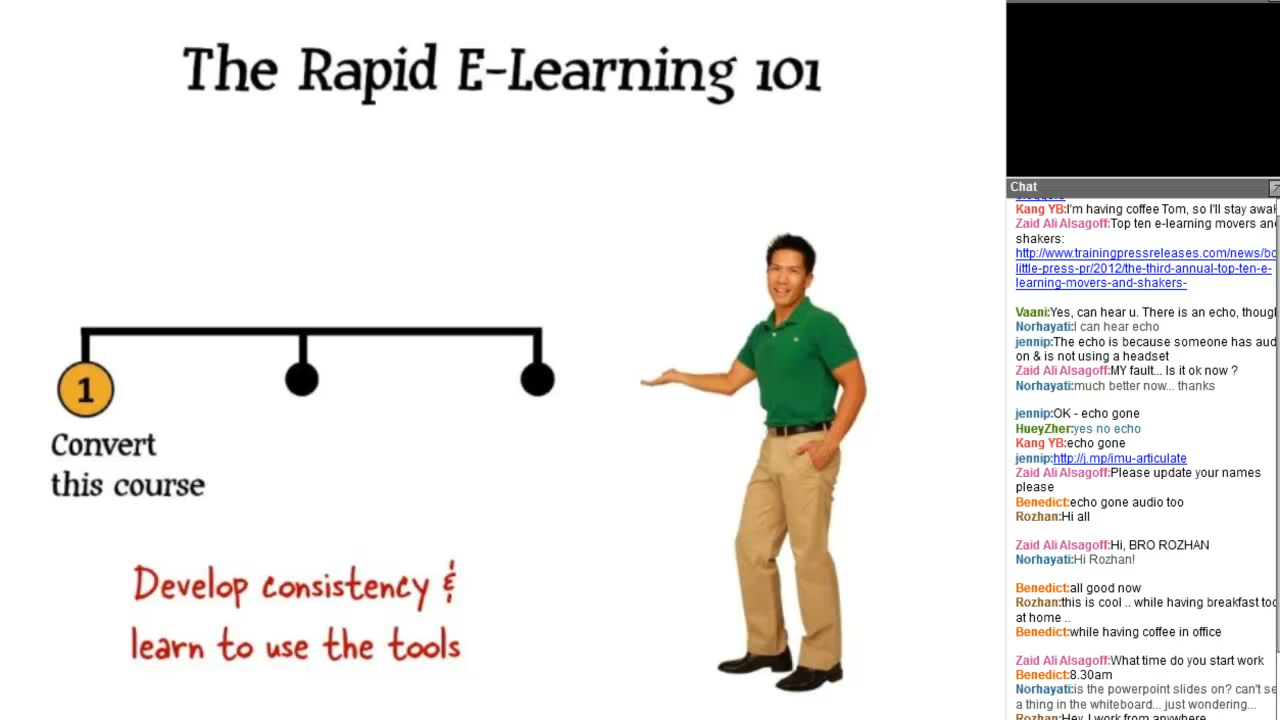 The Rapid E-Learning 101
1
Convert
this course
Develop consistency &
learn to use the tools
Chat
Kang YB:I'm having coffee Tom, so I'll stay
Zaid Ali Alsagoff:Top ten e-learning movers
shakers:
http://www.trainingpressreleases.com/news/
little-press-pr/2012/the-third-annual-top-ten-e-
learning-movers-and-shakers-
Vaani:Yes, can hear u. There is an echo,
Norhayati:I can hear echo
jennip:The echo is because someone has
on & is not using a headset
Zaid Ali Alsagoff:MY fault... Is it ok now ?
Norhayati:much better now... thanks
jennip:OK - echo gone
HueyZher:yes no echo
Kang YB:echo gone
jennip:http://j.mp/imu-articulate
Zaid Ali Alsagoff:Please update your names
please
Benedict:echo gone audio too
Rozhan:Hi all
Zaid Ali Alsagoff:Hi, BRO ROZHAN
Norhayati:Hi Rozhan!
Benedict:all good now
Rozhan:this is cool .. while having breakfast
at home ..
Benedict:while having coffee in office
Zaid Ali Alsagoff:What time do you start work
Benedict:8.30am
Norhayati:is the powerpoint slides on? can't
a thing in the whiteboard... just wondering...
Rozhan:Hey, I work from anywhere